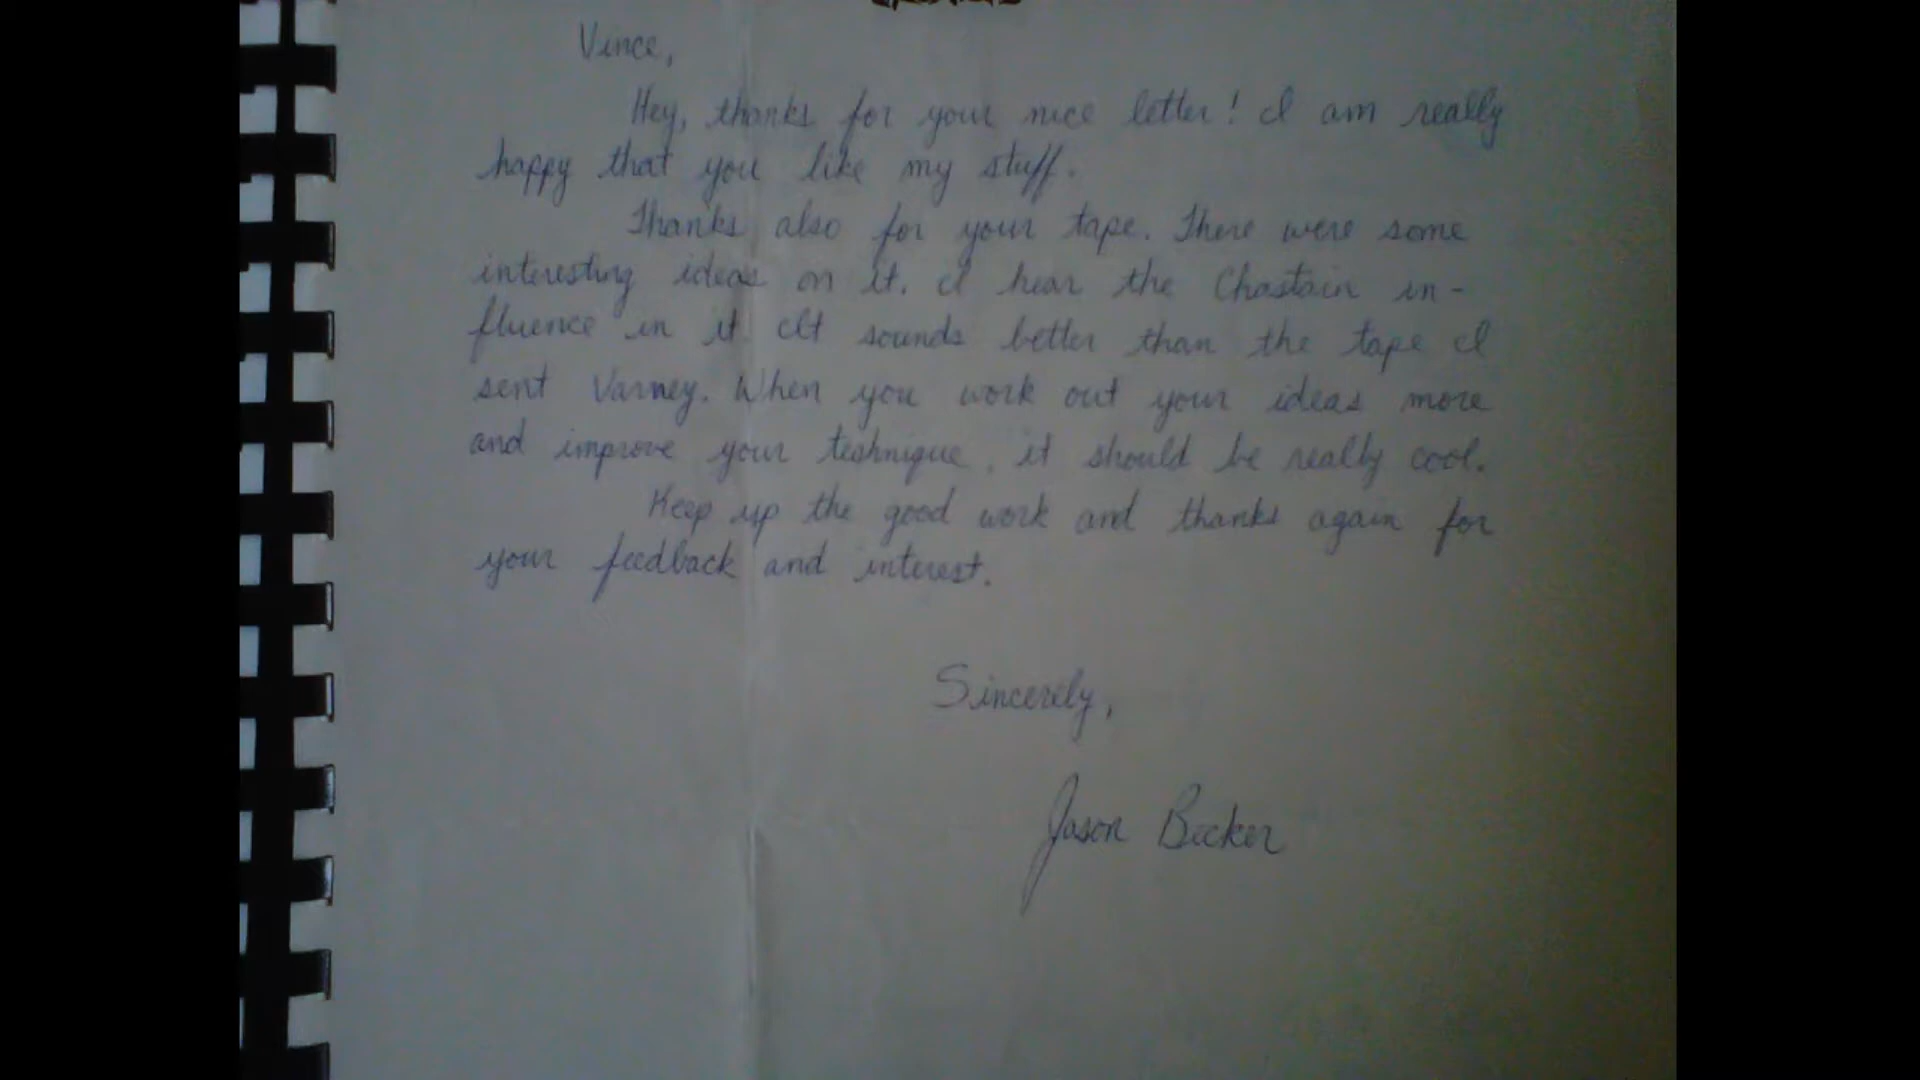 Vince,
Hey, thanks for your nice letter! I am really
happy that you like my stuff.
Thanks also for your tape. There were some
interesting ideas on it. I hear the Chastain in-
fluence in it. It sounds better than the tape I
sent Varney. When you work out your ideas more
and improve your technique, it should be really cool.
Keep up the good work and thanks again for
your feedback and interest.
Sincerely,
Jason Becker